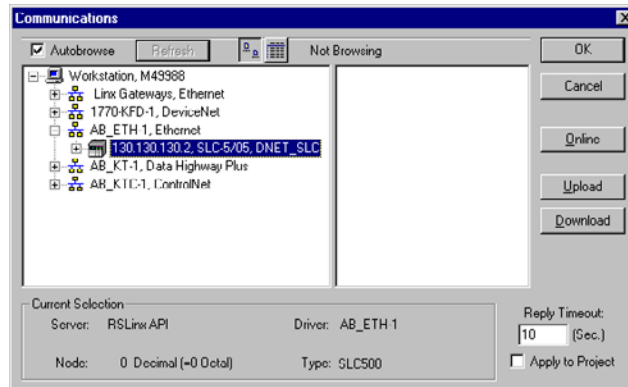 Communications
Autobrowse Refresh Not Browsing OK
Workstation, M49988
Linx Gateways, Ethernet
Cancel
1770-KFD-1, DeviceNet
AB_ETH-1, Ethernet
130.130.130.2, SLC-5/05, DNET_SLC
Online
AB_KT-1, Data Highway Plus
AB_KTC-1, ControlNet
Upload
Download
Current Selection
Server: RSLinx API Driver: AB_ETH-1
Reply Timeout:
10 (Sec.)
Node: 0 Decimal (=0 Octal) Type: SLC500
Apply to Project